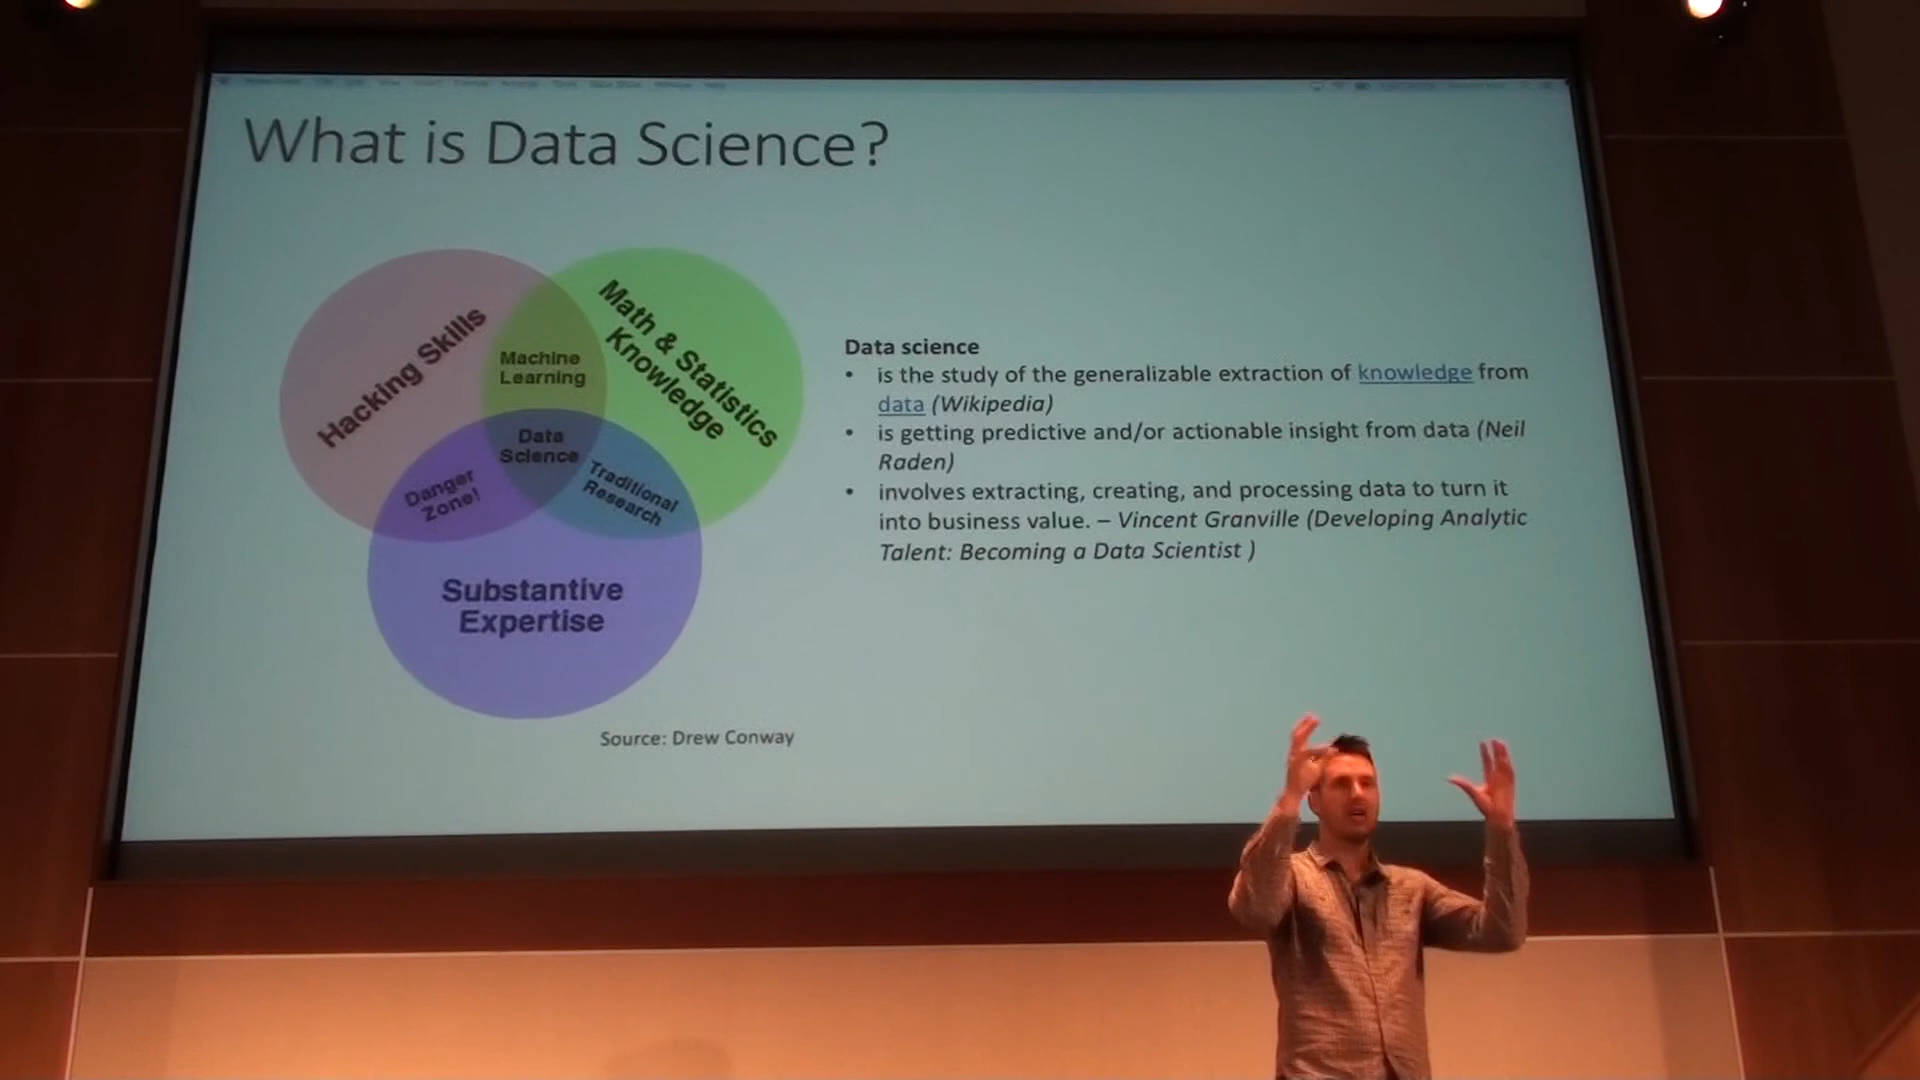 What is Data Science?
Hacking Skills
Math & Statistics
Knowledge
Machine
Learning
Data
Science
Danger
Zone!
Traditional
Research
Substantive
Expertise
Source: Drew Conway
Data science
• is the study of the generalizable extraction of knowledge from
data (Wikipedia)
• is getting predictive and/or actionable insight from data (Neil
Raden)
• involves extracting, creating, and processing data to turn it
into business value. – Vincent Granville (Developing Analytic
Talent: Becoming a Data Scientist )